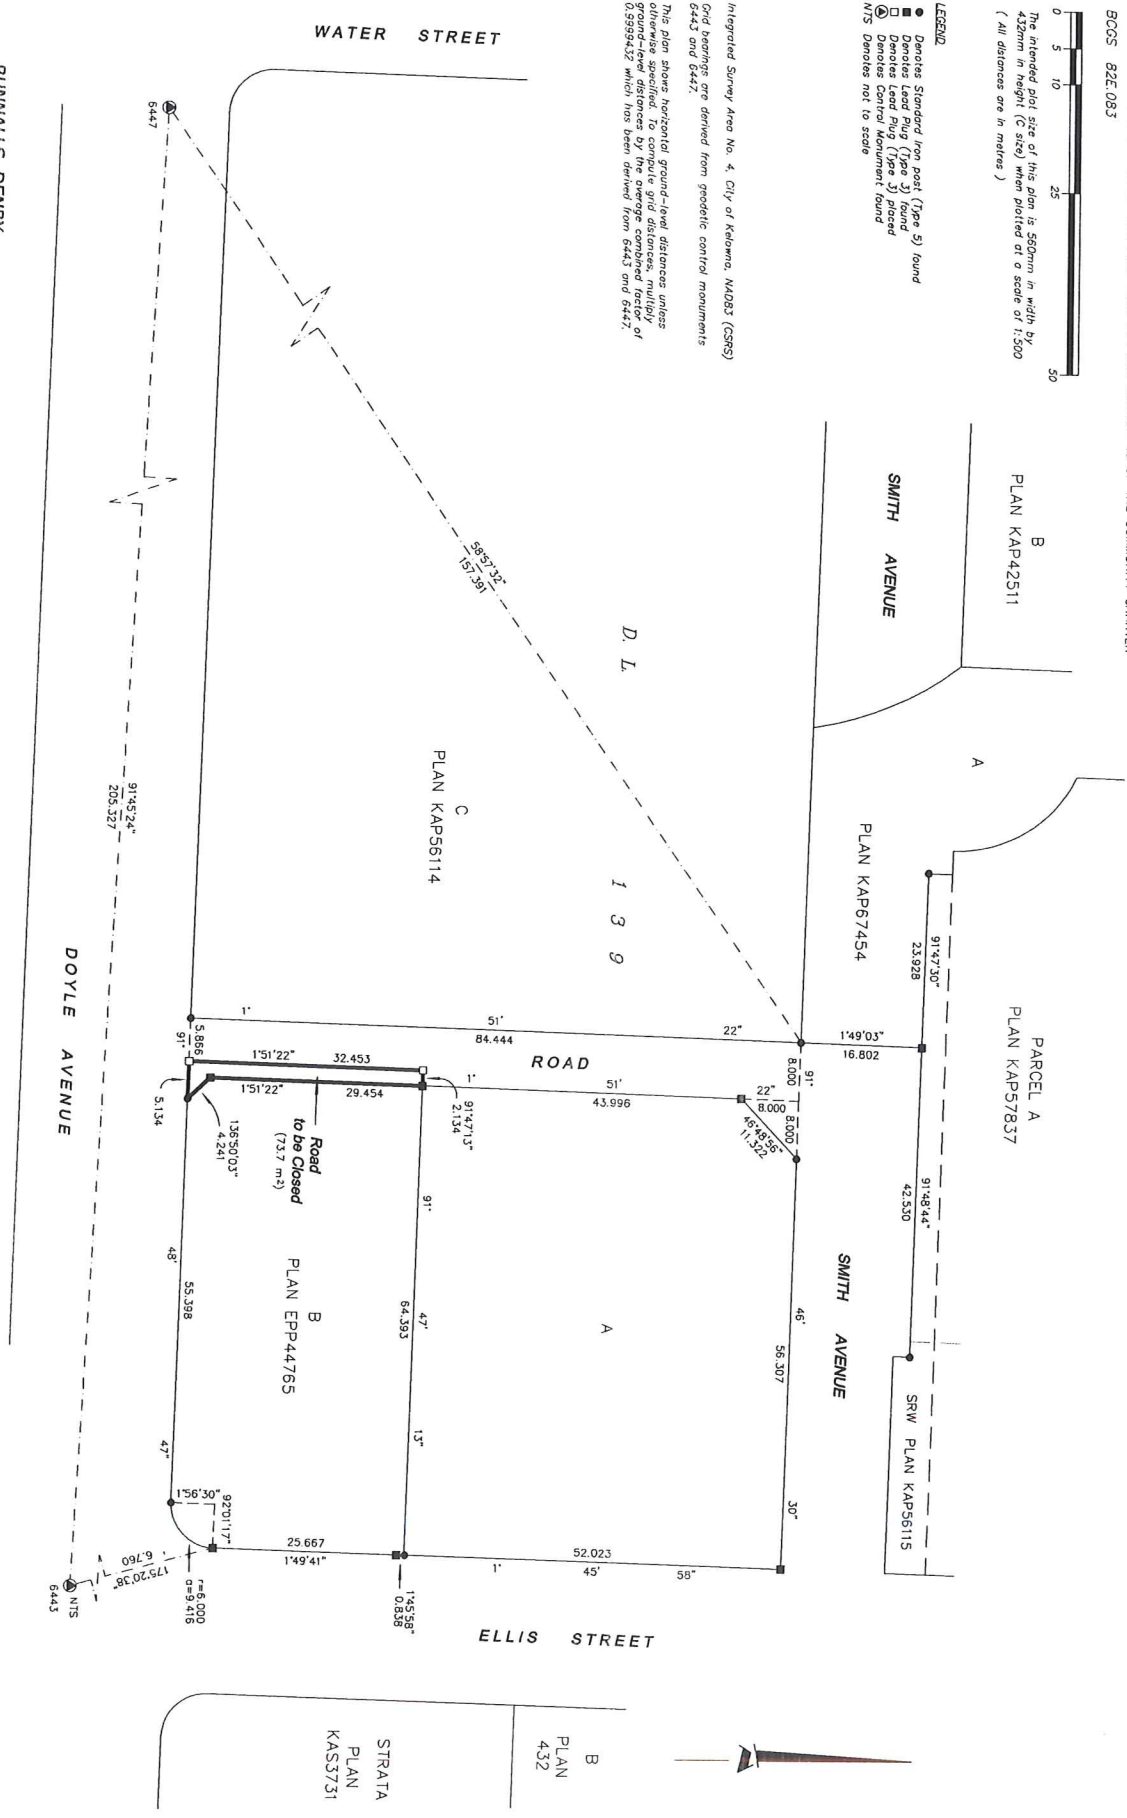 BCGS 82E.083
0 5 10 25 50
The intended plot size of this plan is 560mm in width by
432mm in height (C size) when plotted at a scale of 1:500
( All distances are in metres )
LEGEND
Denotes Standard Iron post (Type 5) found
Denotes Lead Plug (Type 3) found
Denotes Lead Plug (Type 3) placed
Denotes Control Monument found
NTS Denotes not to scale
Integrated Survey Area No. 4, City of Kelowna, NAD83 (CSRS)
Grid bearings are derived from geodetic control monuments
6443 and 6447.
This plan shows horizontal ground-level distances unless
otherwise specified. To compute grid distances, multiply
ground-level distances by the average combined factor of
0.9999432 which has been derived from 6443 and 6447.
WATER STREET
6447
B
PLAN KAP42511
SMITH AVENUE
A
PLAN KAP67454
PARCEL A
PLAN KAP57837
91°47'30"
23.928
91°48'44"
42.530
SRW PLAN KAP56115
1°49'03"
16.802
58°57'32"
157.391
D. L. 139
C
PLAN KAP56114
1° 51' 22"
84.444
ROAD
91°
8.000
8.000
46' 30"
56.307
SMITH AVENUE
22"
8.000
46°48'56"
11.322
1° 51'
43.996
91°47'13"
2.134
1°51'22" 32.453
1°51'22" 29.454
5.866
91°
5.134
136°50'03"
4.241
Road
to be Closed
(73.7 m²)
91° 47' 13"
64.393
A
B
PLAN EPP44765
48' 47"
55.398
1°56'30"
92°01'17"
25.667
1°49'41"
52.023
1° 45' 58"
1°45'58"
0.838
r=6.000
a=9.416
175°20'38"
6.760
NTS
6443
91°45'24"
205.327
DOYLE AVENUE
ELLIS STREET
B
PLAN
432
STRATA
PLAN
KAS3731